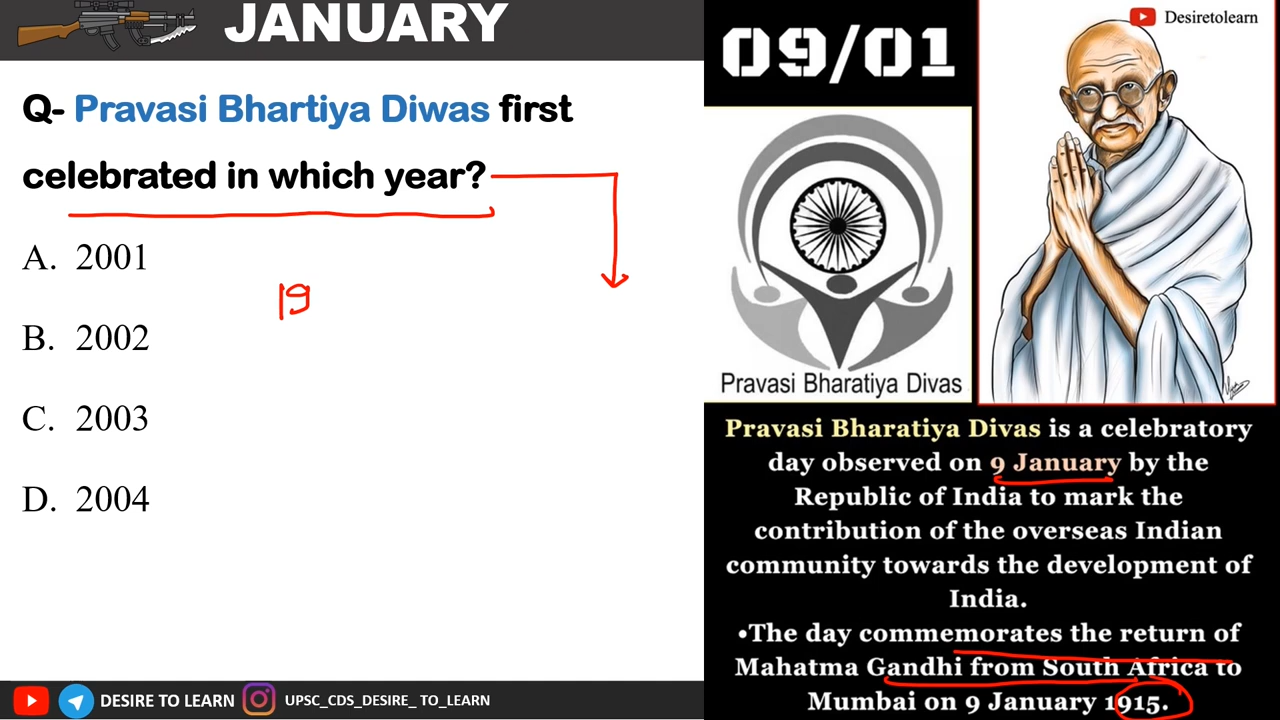 JANUARY
Q- Pravasi Bhartiya Diwas first
celebrated in which year?
A. 2001
19
B. 2002
C. 2003
D. 2004
DESIRE TO LEARN
UPSC_CDS_DESIRE_ TO_LEARN
09/01
Desiretolearn
Pravasi Bharatiya Divas
Pravasi Bharatiya Divas is a celebratory
day observed on 9 January by the
Republic of India to mark the
contribution of the overseas Indian
community towards the development of
India.
•The day commemorates the return of
Mahatma Gandhi from South Africa to
Mumbai on 9 January 1915.